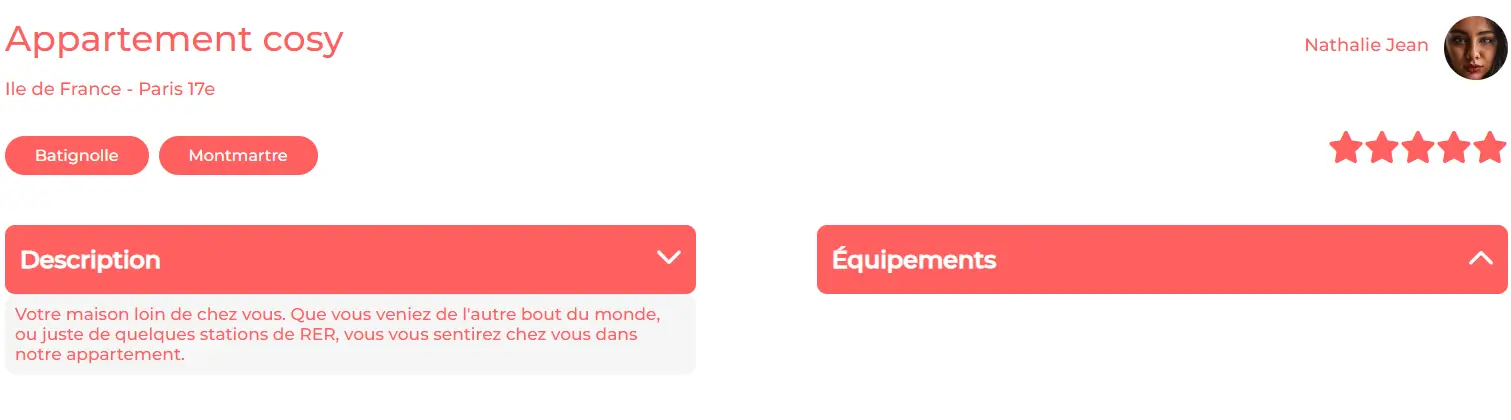 Appartement cosy
Nathalie Jean
Ile de France - Paris 17e
Batignolle
Montmartre
Description
Votre maison loin de chez vous. Que vous veniez de l'autre bout du monde,
ou juste de quelques stations de RER, vous vous sentirez chez vous dans
notre appartement.
Équipements